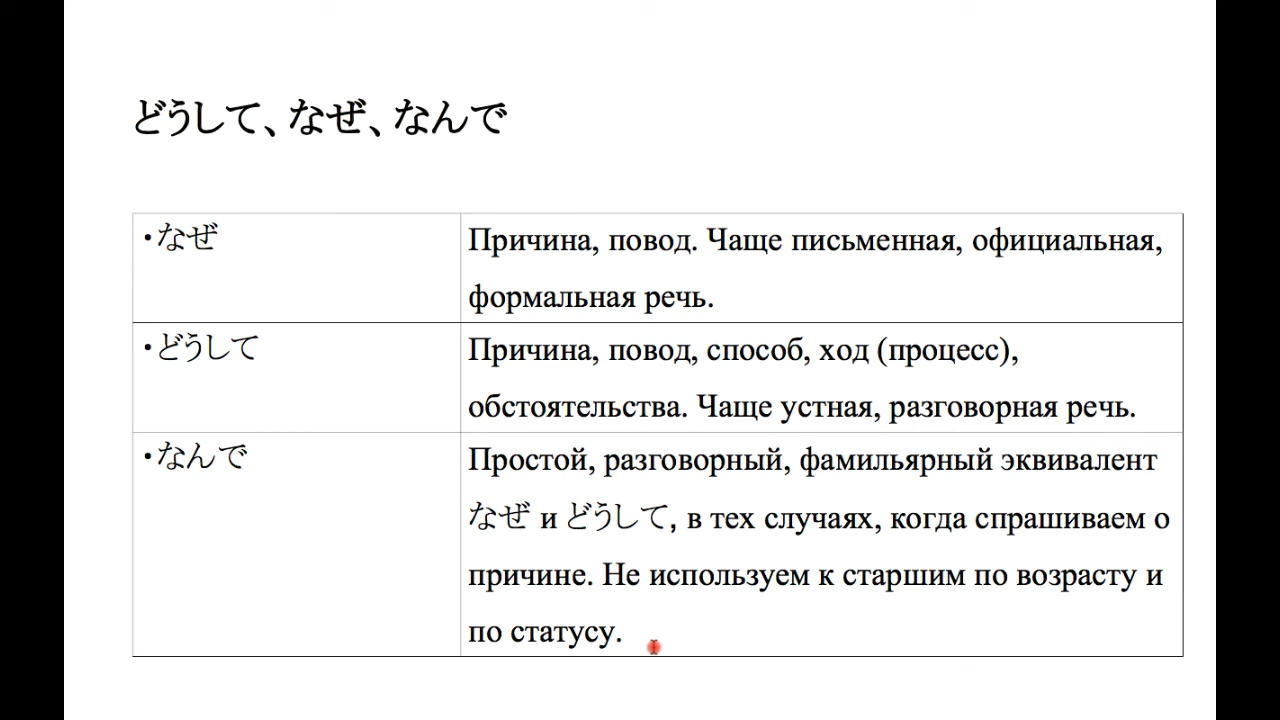 どうして、なぜ、なんで
•なぜ
Причина, повод. Чаще письменная, официальная,
формальная речь.
•どうして
Причина, повод, способ, ход (процесс),
обстоятельства. Чаще устная, разговорная речь.
•なんで
Простой, разговорный, фамильярный эквивалент
なぜ и どうして, в тех случаях, когда спрашиваем о
причине. Не используем к старшим по возрасту и
по статусу.